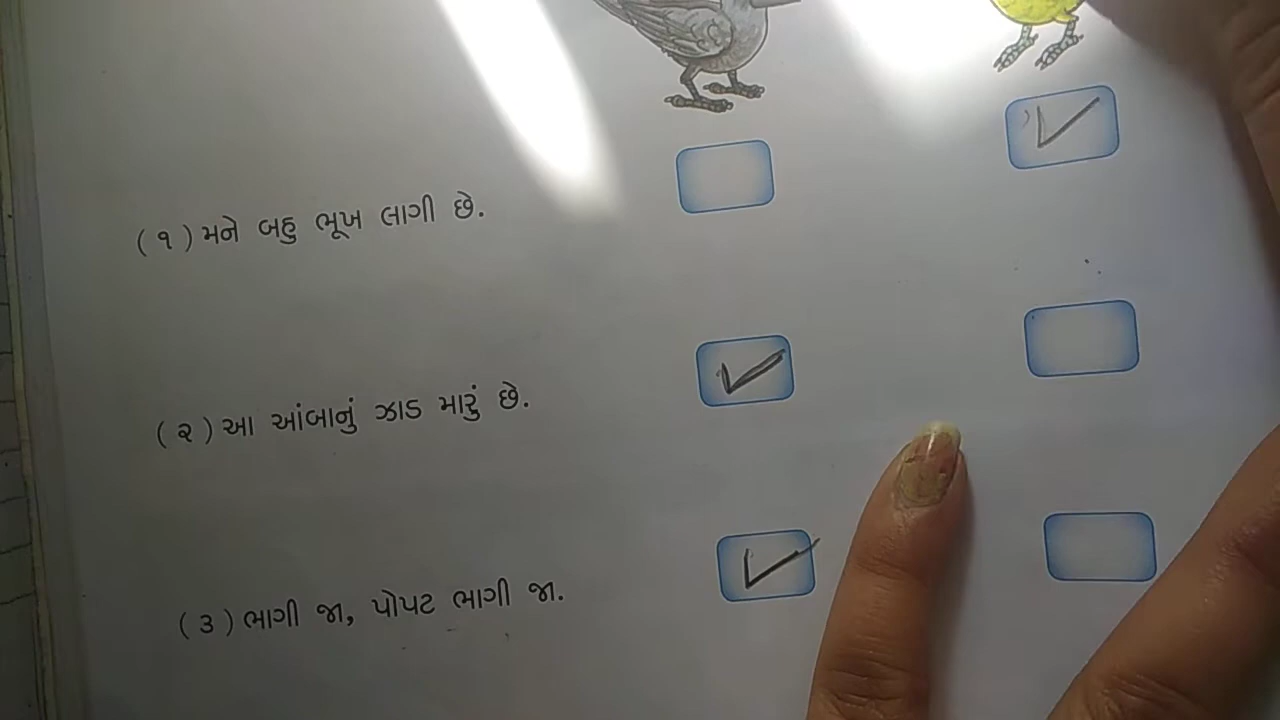 (૧) મને બહુ ભૂખ લાગી છે.
(૨) આ આંબાનું ઝાડ મારું છે.
(૩) ભાગી જા, પોપટ ભાગી જા.